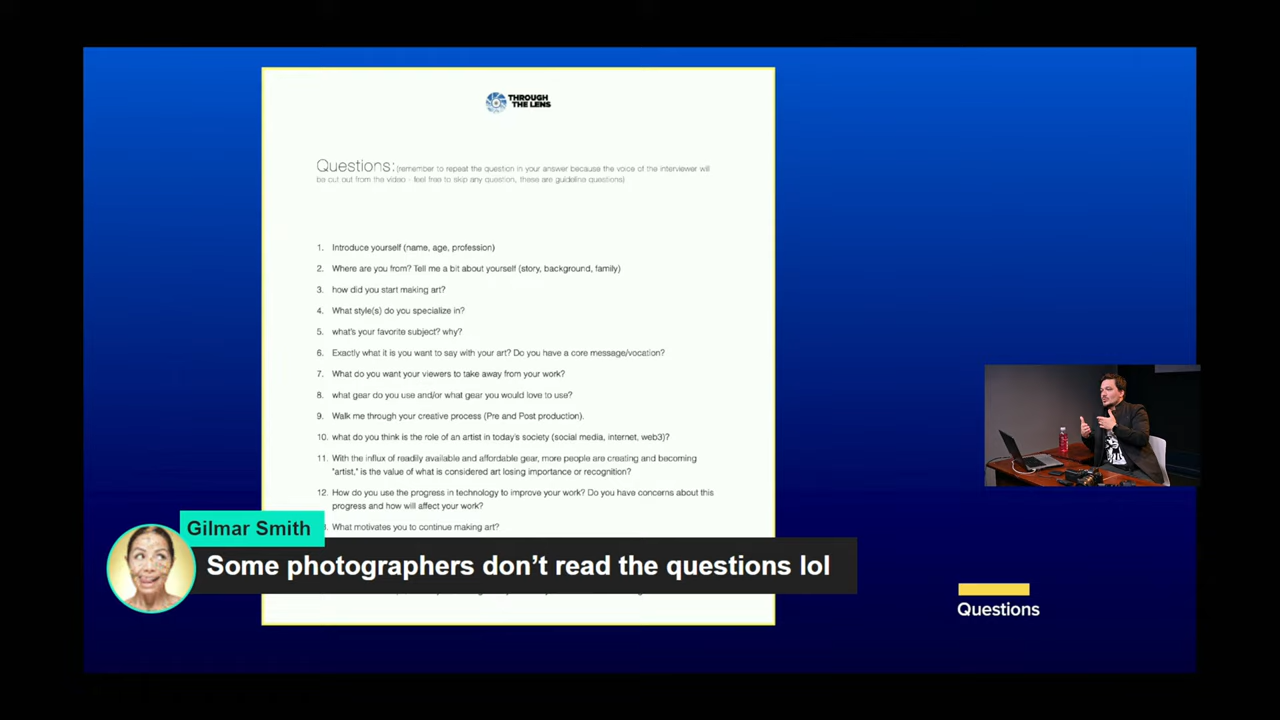 THROUGH
THE LENS
Questions: (remember to repeat the question in your answer because the voice of the interviewer will
be cut out from the video - feel free to skip any question, these are guideline questions)
1. Introduce yourself (name, age, profession)
2. Where are you from? Tell me a bit about yourself (story, background, family)
3. how did you start making art?
4. What style(s) do you specialize in?
5. what's your favorite subject? why?
6. Exactly what it is you want to say with your art? Do you have a core message/vocation?
7. What do you want your viewers to take away from your work?
8. what gear do you use and/or what gear you would love to use?
9. Walk me through your creative process (Pre and Post production).
10. what do you think is the role of an artist in today's society (social media, internet, web3)?
11. With the influx of readily available and affordable gear, more people are creating and becoming
"artist," is the value of what is considered art losing importance or recognition?
12. How do you use the progress in technology to improve your work? Do you have concerns about this
progress and how will affect your work?
What motivates you to continue making art?
Gilmar Smith
Some photographers don't read the questions lol
Questions